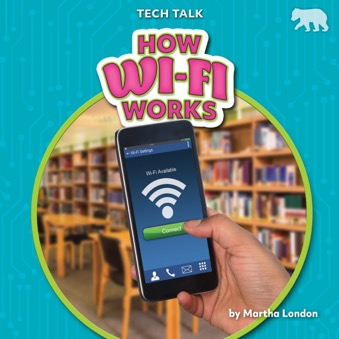 TECH TALK
HOW
WI-FI
WORKS
Wi-Fi Settings
Wi-Fi Available
Connect
by Martha London